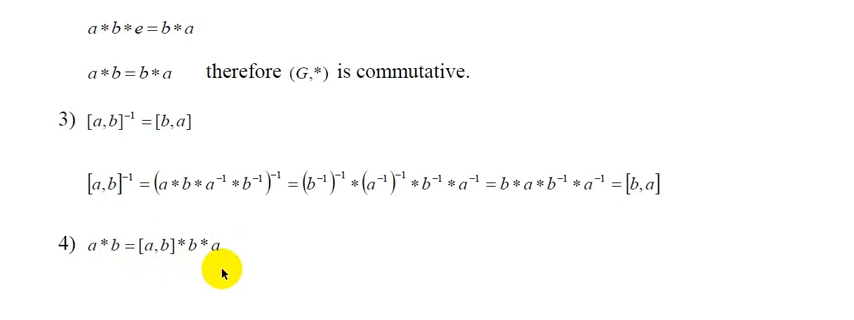 a*b*e=b*a
a*b=b*a therefore (G,*) is commutative.
3) [a,b]⁻¹ =[b,a]
[a,b]⁻¹ =(a*b*a⁻¹*b⁻¹)⁻¹ =(b⁻¹)⁻¹*(a⁻¹)⁻¹*b⁻¹*a⁻¹ =b*a*b⁻¹*a⁻¹ =[b,a]
4) a*b=[a,b]*b*a